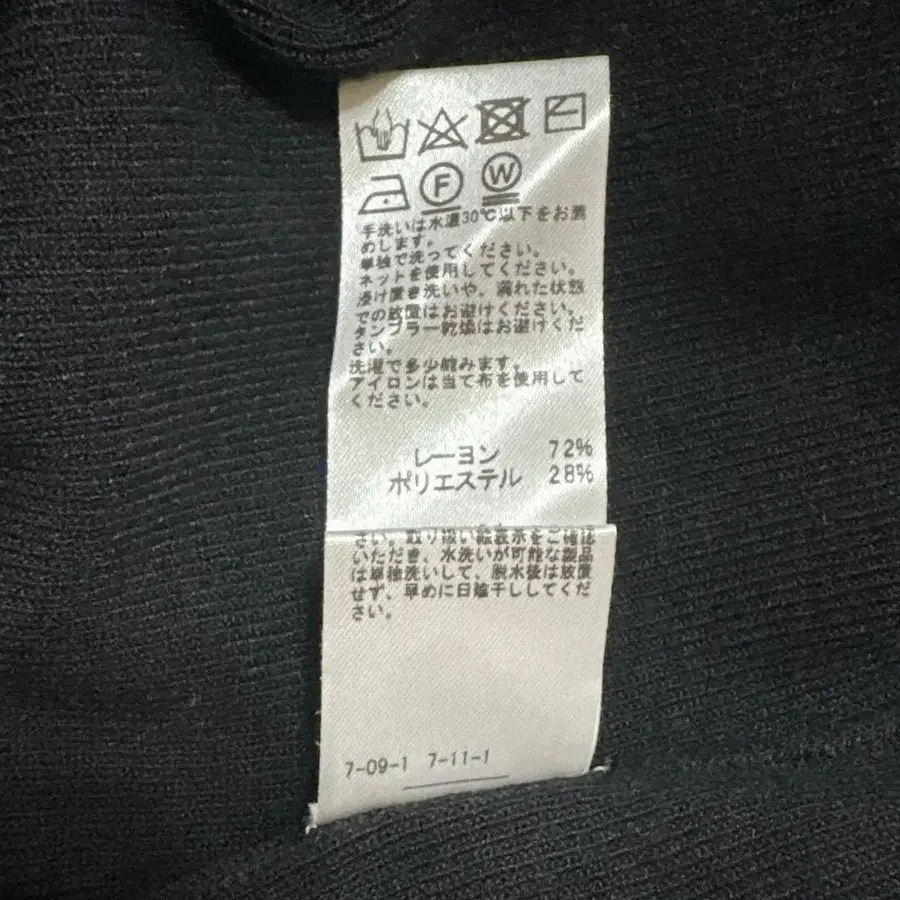 F W
手洗いは水温30℃以下をお薦
めします。
単独で洗ってください。
ネットを使用してください。
浸け置き洗いや、濡れた状態
での放置はお避けください。
タンブラー乾燥はお避けくだ
さい。
洗濯で多少縮みます。
アイロンは当て布を使用して
ください。
レーヨン 72%
ポリエステル 28%
さい。取り扱い絵表示をご確認
いただき、水洗いが可能な製品
は単独洗いして、脱水後は放置
せず、早めに日陰干ししてくだ
さい。
7-09-1 7-11-1